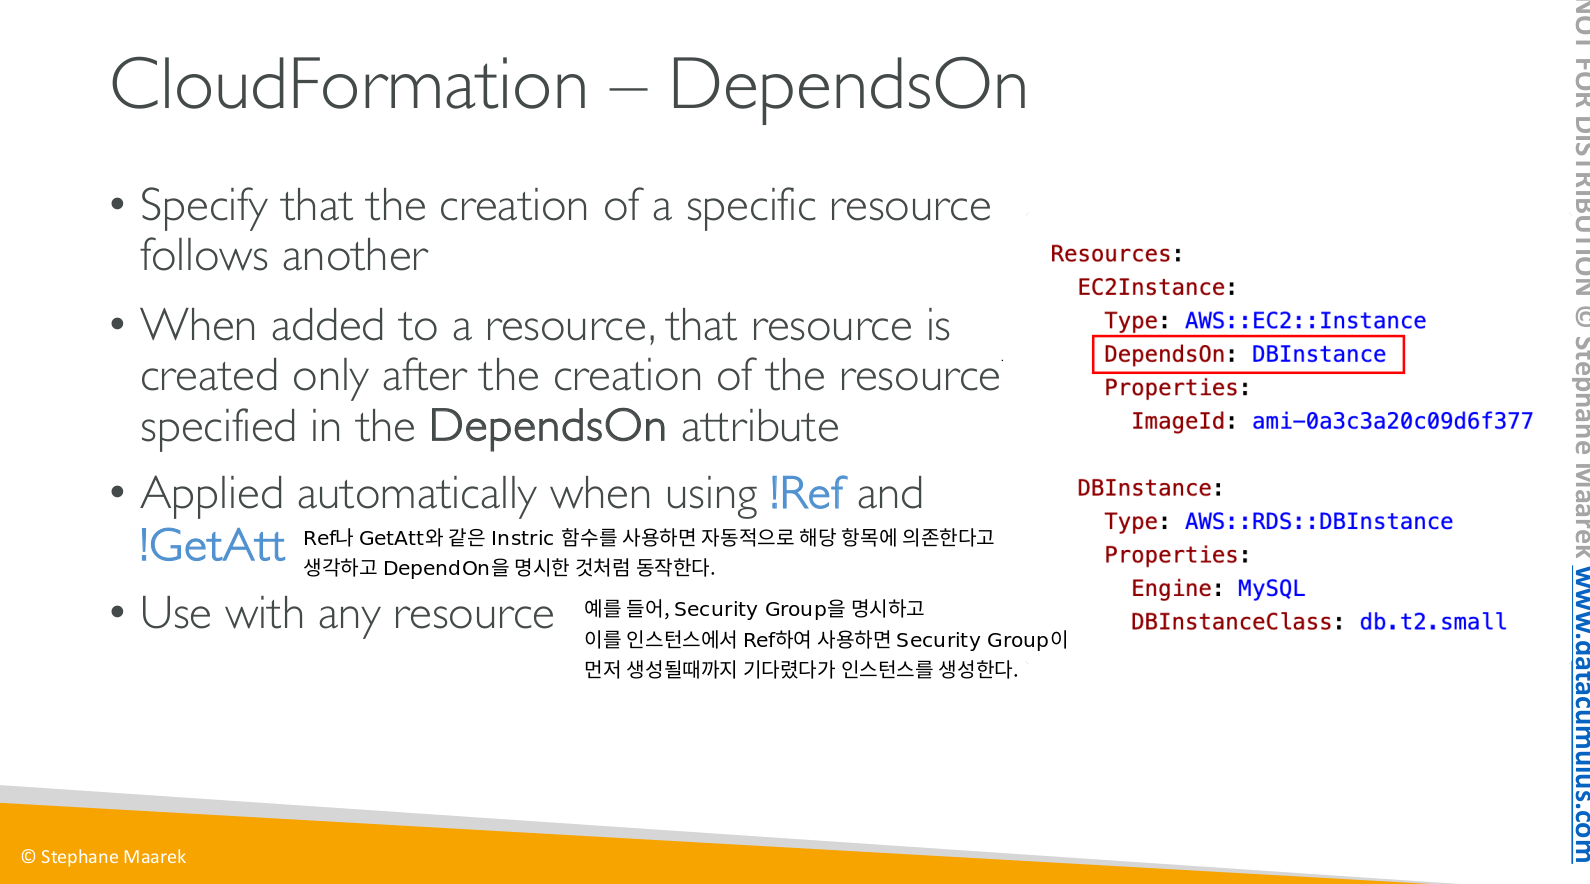 CloudFormation – DependsOn
• Specify that the creation of a specific resource
follows another
• When added to a resource, that resource is
created only after the creation of the resource
specified in the DependsOn attribute
• Applied automatically when using !Ref and
!GetAtt
Ref나 GetAtt와 같은 Instric 함수를 사용하면 자동적으로 해당 항목에 의존한다고
생각하고 DependOn을 명시한 것처럼 동작한다.
• Use with any resource
예를 들어, Security Group을 명시하고
이를 인스턴스에서 Ref하여 사용하면 Security Group이
먼저 생성될때까지 기다렸다가 인스턴스를 생성한다.
Resources:
EC2Instance:
Type: AWS::EC2::Instance
DependsOn: DBInstance
Properties:
ImageId: ami-0a3c3a20c09d6f377
DBInstance:
Type: AWS::RDS::DBInstance
Properties:
Engine: MySQL
DBInstanceClass: db.t2.small
NOT FOR DISTRIBUTION © Stephane Maarek www.datacumulus.com
© Stephane Maarek